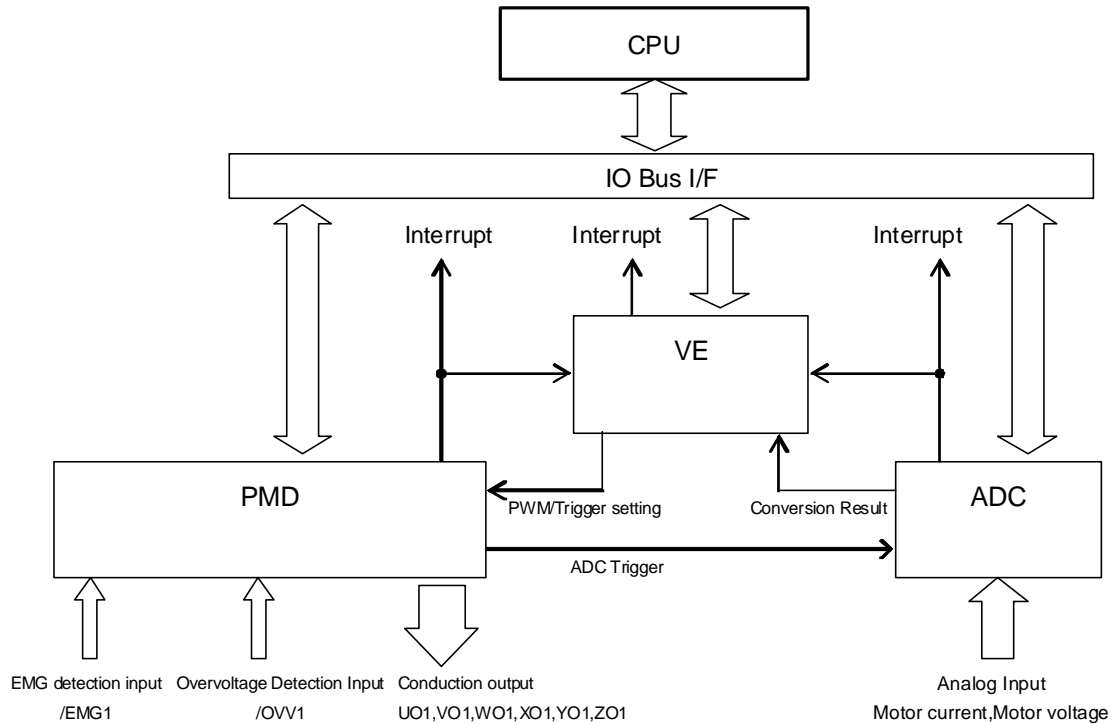 CPU
IO Bus I/F
Interrupt
Interrupt
Interrupt
VE
PMD
ADC
PWM/Trigger setting
Conversion Result
ADC Trigger
EMG detection input
/EMG1
Overvoltage Detection Input
/OVV1
Conduction output
UO1,VO1,WO1,XO1,YO1,ZO1
Analog Input
Motor current,Motor voltage